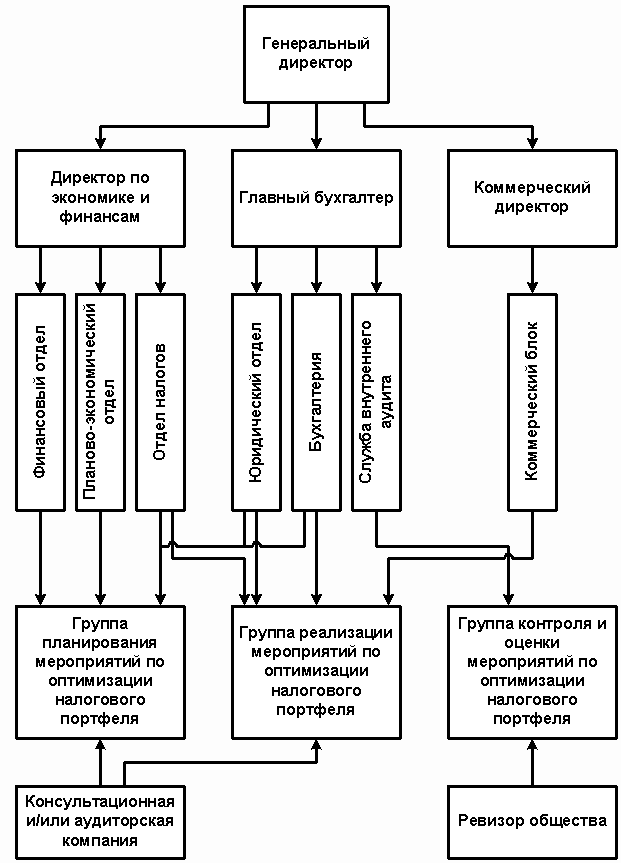 Генеральный
директор
Директор по
экономике и
финансам
Главный бухгалтер
Коммерческий
директор
Финансовый отдел
Планово-экономический
отдел
Отдел налогов
Юридический отдел
Бухгалтерия
Служба внутреннего
аудита
Коммерческий блок
Группа
планирования
мероприятий по
оптимизации
налогового
портфеля
Группа реализации
мероприятий по
оптимизации
налогового
портфеля
Группа контроля и
оценки
мероприятий по
оптимизации
налогового
портфеля
Консультационная
и/или аудиторская
компания
Ревизор общества